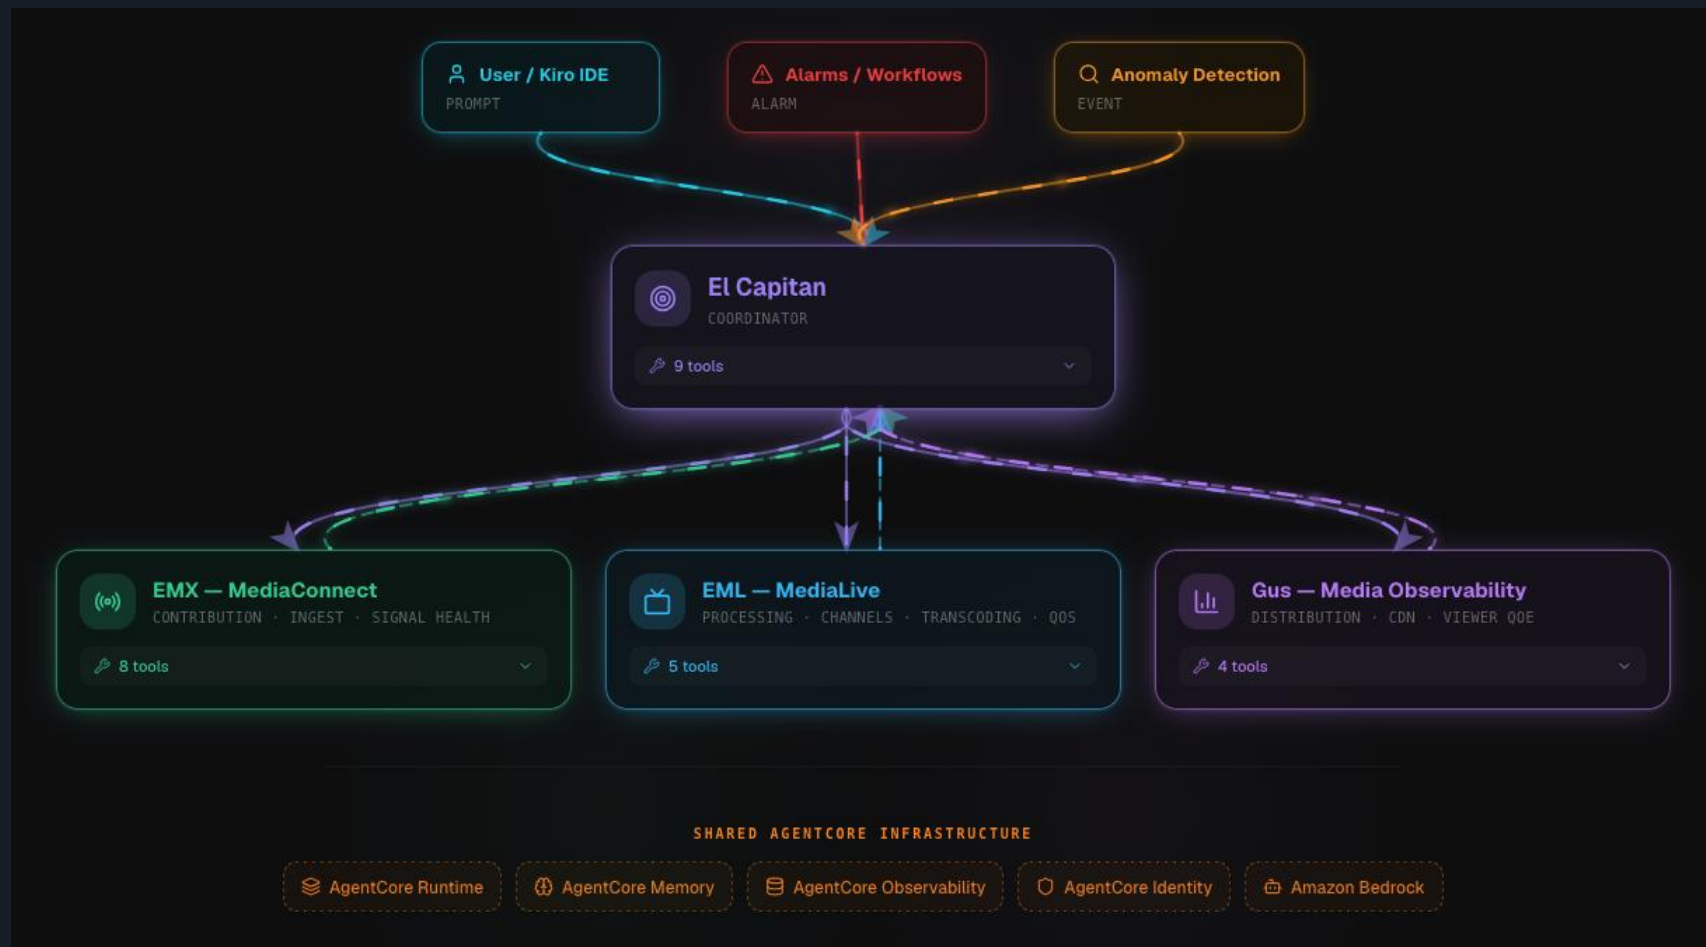 User / Kiro IDE
PROMPT
Alarms / Workflows
ALARM
Anomaly Detection
EVENT
El Capitan
COORDINATOR
9 tools
EMX — MediaConnect
CONTRIBUTION · INGEST · SIGNAL HEALTH
8 tools
EML — MediaLive
PROCESSING · CHANNELS · TRANSCODING · QOS
5 tools
Gus — Media Observability
DISTRIBUTION · CDN · VIEWER QOE
4 tools
SHARED AGENTCORE INFRASTRUCTURE
AgentCore Runtime
AgentCore Memory
AgentCore Observability
AgentCore Identity
Amazon Bedrock